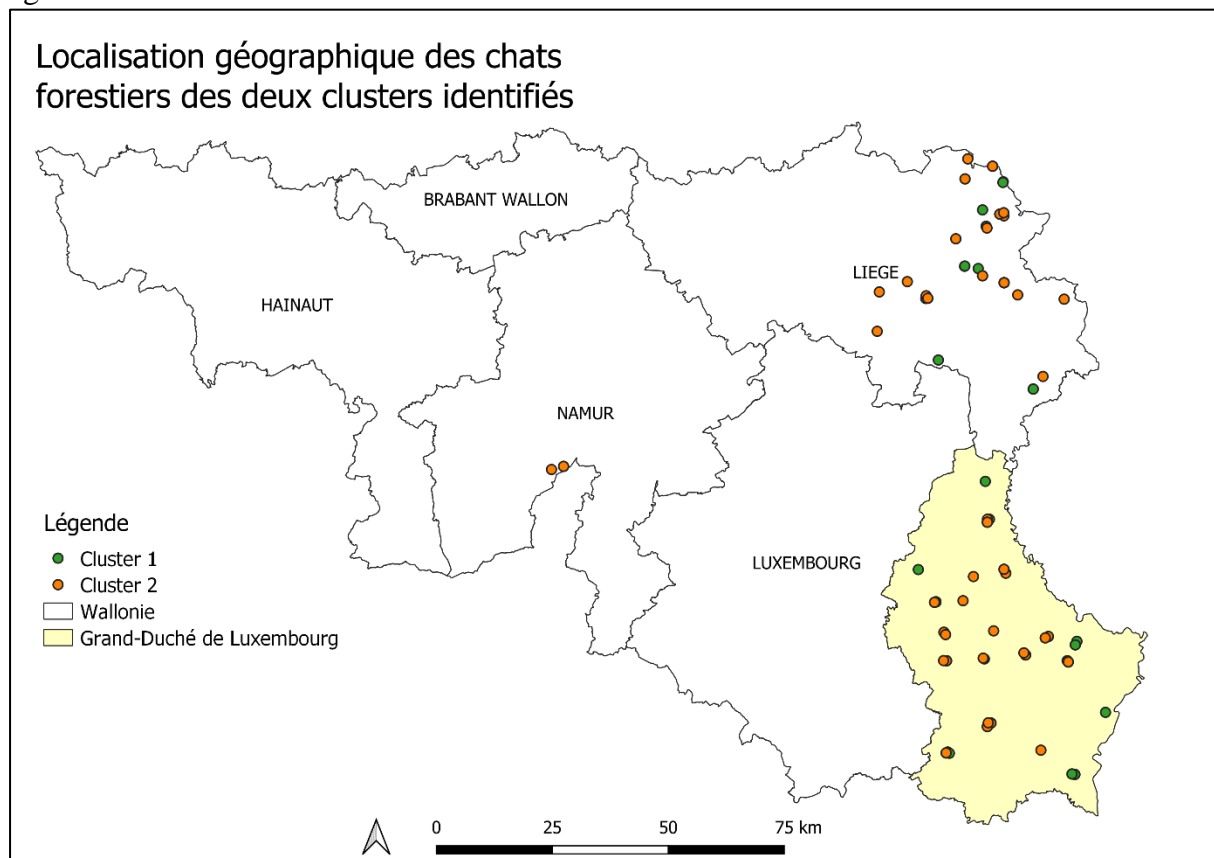 Localisation géographique des chats
forestiers des deux clusters identifiés
BRABANT WALLON
LIEGE
HAINAUT
NAMUR
LUXEMBOURG
Légende
Cluster 1
Cluster 2
Wallonie
Grand-Duché de Luxembourg
0 25 50 75 km